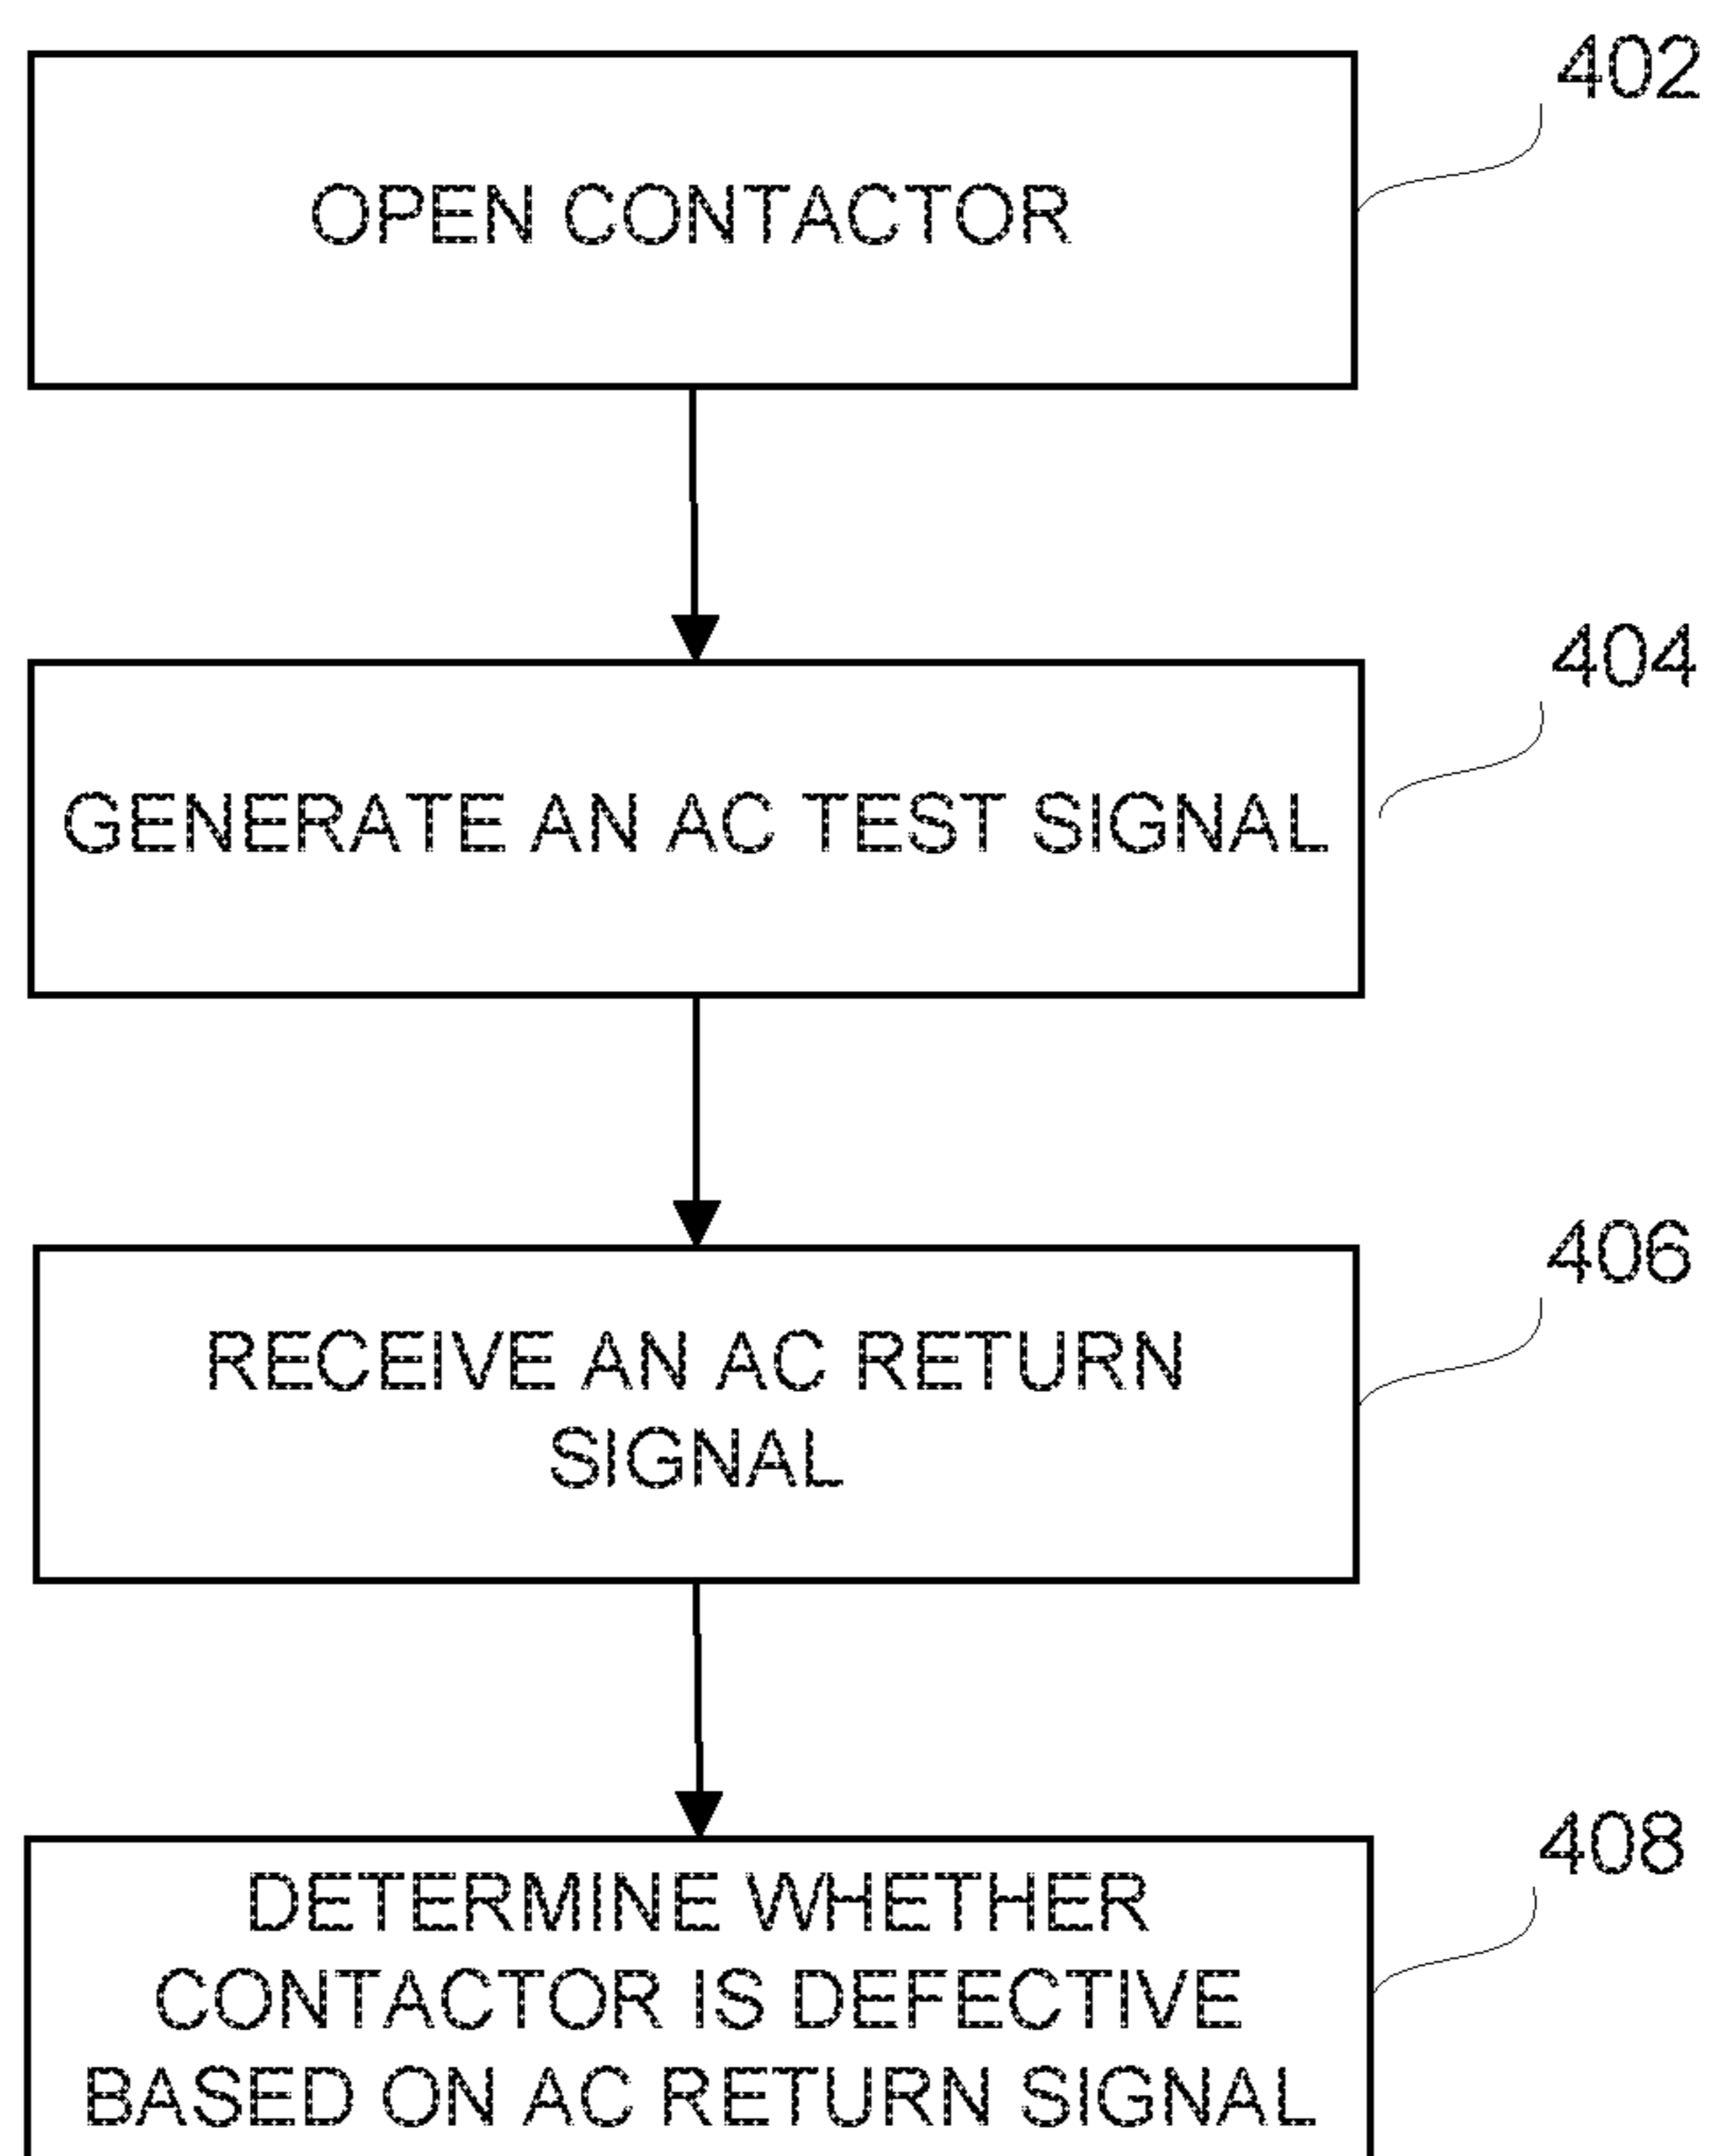 402
OPEN CONTACTOR
404
GENERATE AN AC TEST SIGNAL
406
RECEIVE AN AC RETURN
SIGNAL
408
DETERMINE WHETHER
CONTACTOR IS DEFECTIVE
BASED ON AC RETURN SIGNAL